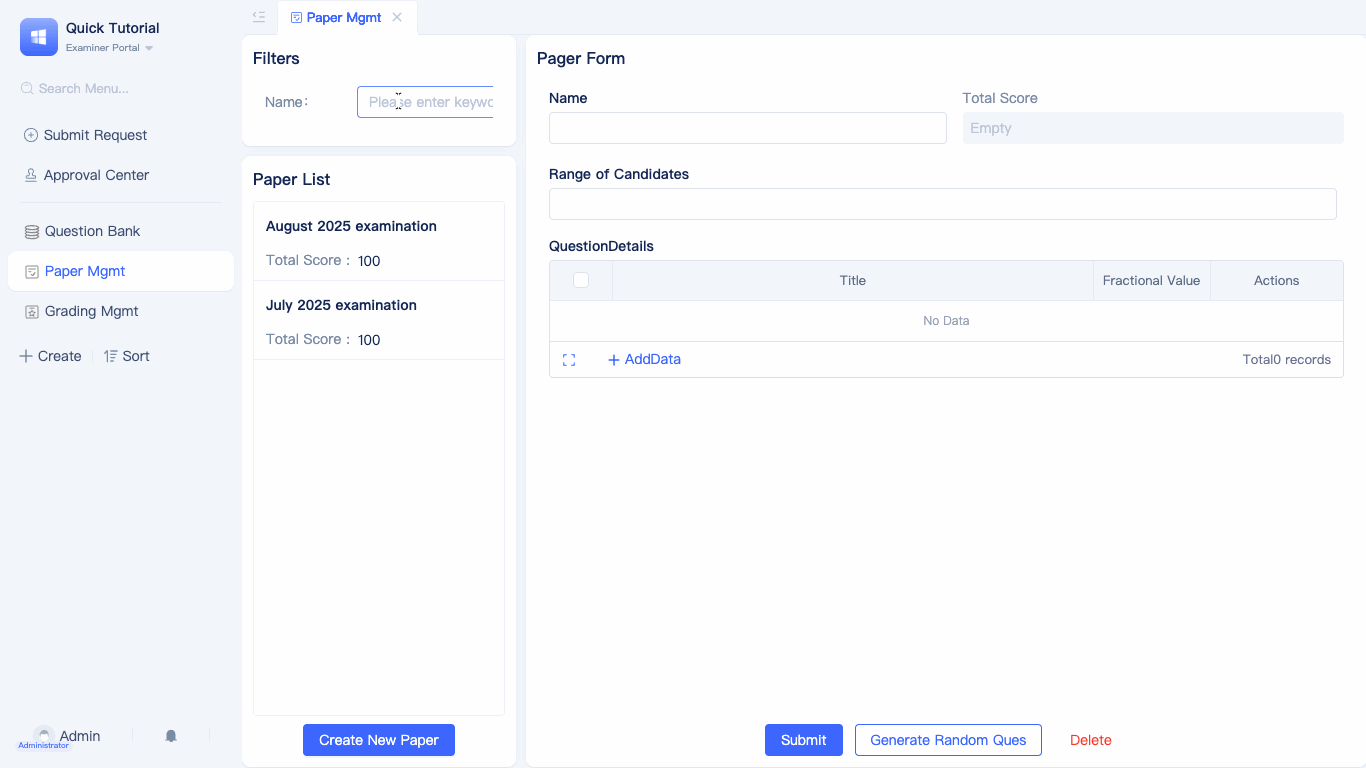 Quick Tutorial
Examiner Portal
Search Menu...
Submit Request
Approval Center
Question Bank
Paper Mgmt
Grading Mgmt
Create
Sort
Admin
Administrator
Paper Mgmt
Filters
Name:
Please enter keywo
Paper List
August 2025 examination
Total Score : 100
July 2025 examination
Total Score : 100
Create New Paper
Pager Form
Name
Total Score
Empty
Range of Candidates
QuestionDetails
Title Fractional Value Actions
No Data
AddData
Total0 records
Submit
Generate Random Ques
Delete